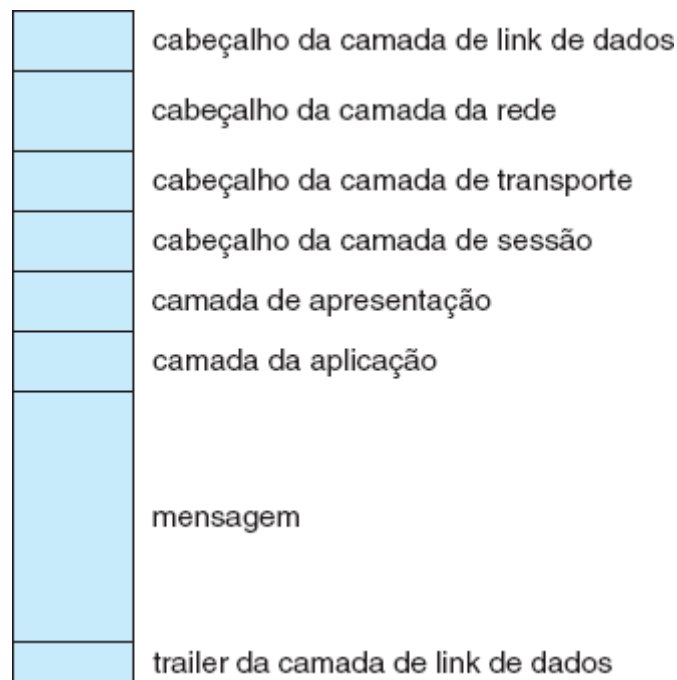 cabeçalho da camada de link de dados
cabeçalho da camada da rede
cabeçalho da camada de transporte
cabeçalho da camada de sessão
camada de apresentação
camada da aplicação
mensagem
trailer da camada de link de dados